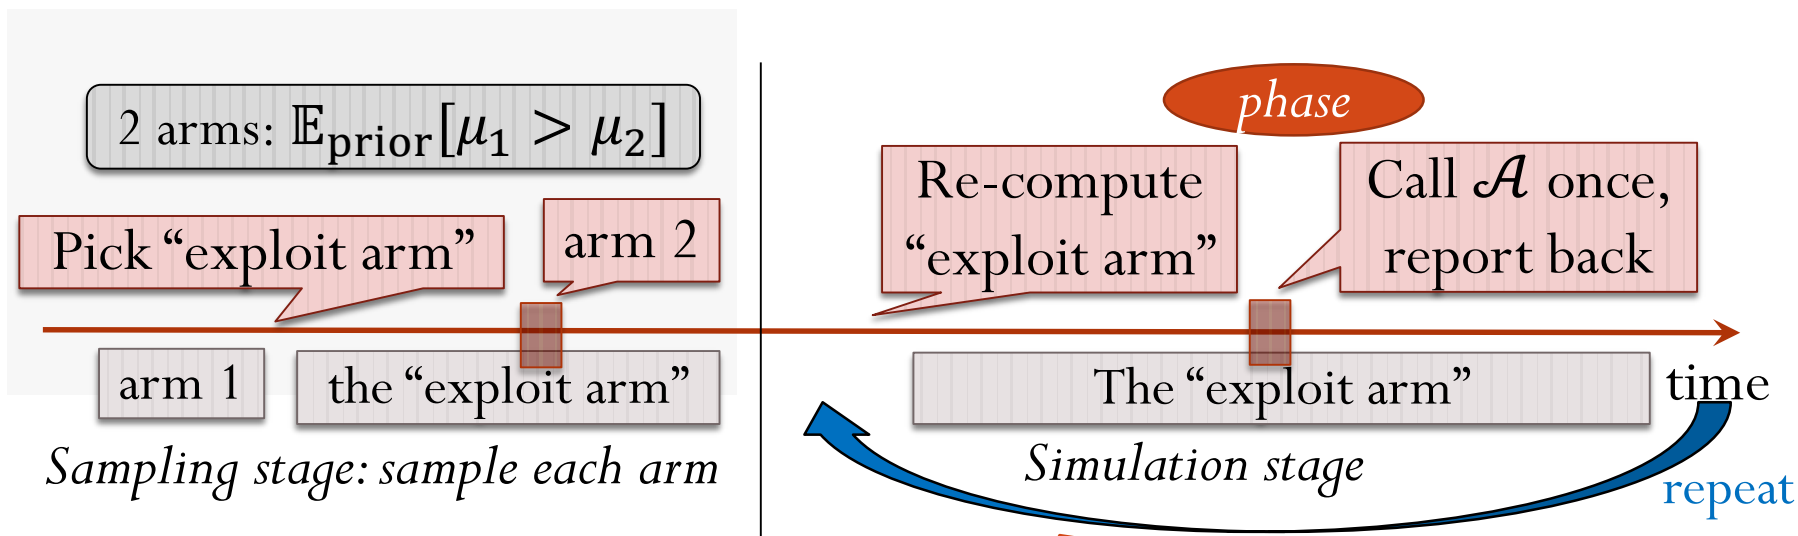 2 arms: 𝔼prior[μ1 > μ2]
Pick “exploit arm”
arm 2
arm 1
the “exploit arm”
Sampling stage: sample each arm
phase
Re-compute
“exploit arm”
Call 𝒜 once,
report back
The “exploit arm”
time
Simulation stage
repeat